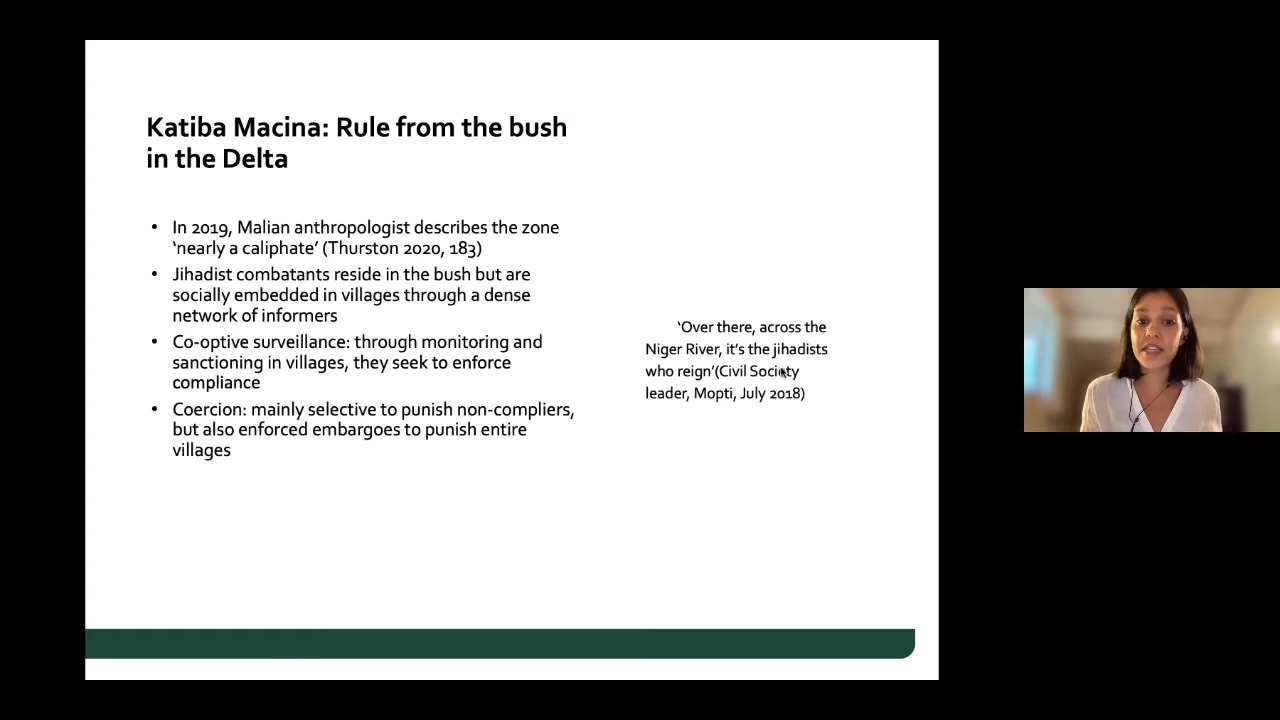 Katiba Macina: Rule from the bush
in the Delta
• In 2019, Malian anthropologist describes the zone
‘nearly a caliphate’ (Thurston 2020, 183)
• Jihadist combatants reside in the bush but are
socially embedded in villages through a dense
network of informers
• Co-optive surveillance: through monitoring and
sanctioning in villages, they seek to enforce
compliance
• Coercion: mainly selective to punish non-compliers,
but also enforced embargoes to punish entire
villages
‘Over there, across the
Niger River, it’s the jihadists
who reign’(Civil Society
leader, Mopti, July 2018)